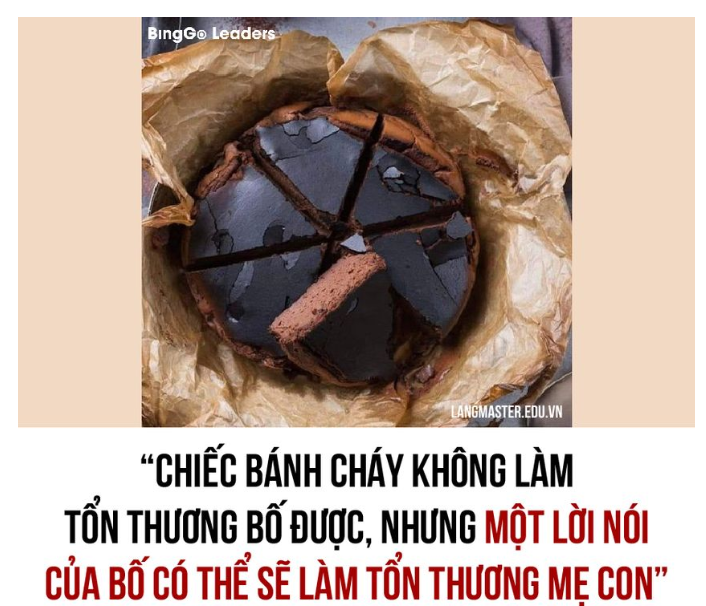 BingGo Leaders
LANGMASTER.EDU.VN
“CHIẾC BÁNH CHÁY KHÔNG LÀM
TỔN THƯƠNG BỐ ĐƯỢC, NHƯNG MỘT LỜI NÓI
CỦA BỐ CÓ THỂ SẼ LÀM TỔN THƯƠNG MẸ CON”